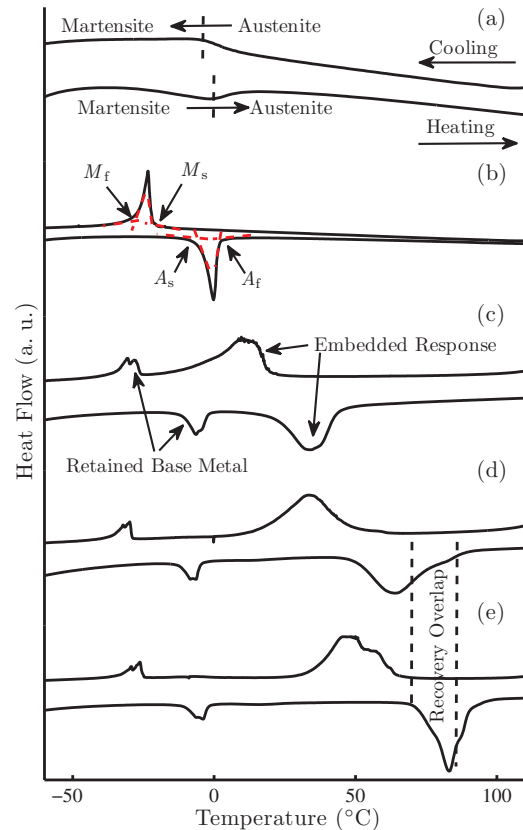 (a)
Martensite Austenite
Cooling
Martensite Austenite
Heating
(b)
Mf Ms
As Af
(c)
Embedded Response
Retained Base Metal
(d)
Recovery Overlap
(e)
Heat Flow (a. u.)
−50 0 50 100
Temperature (°C)